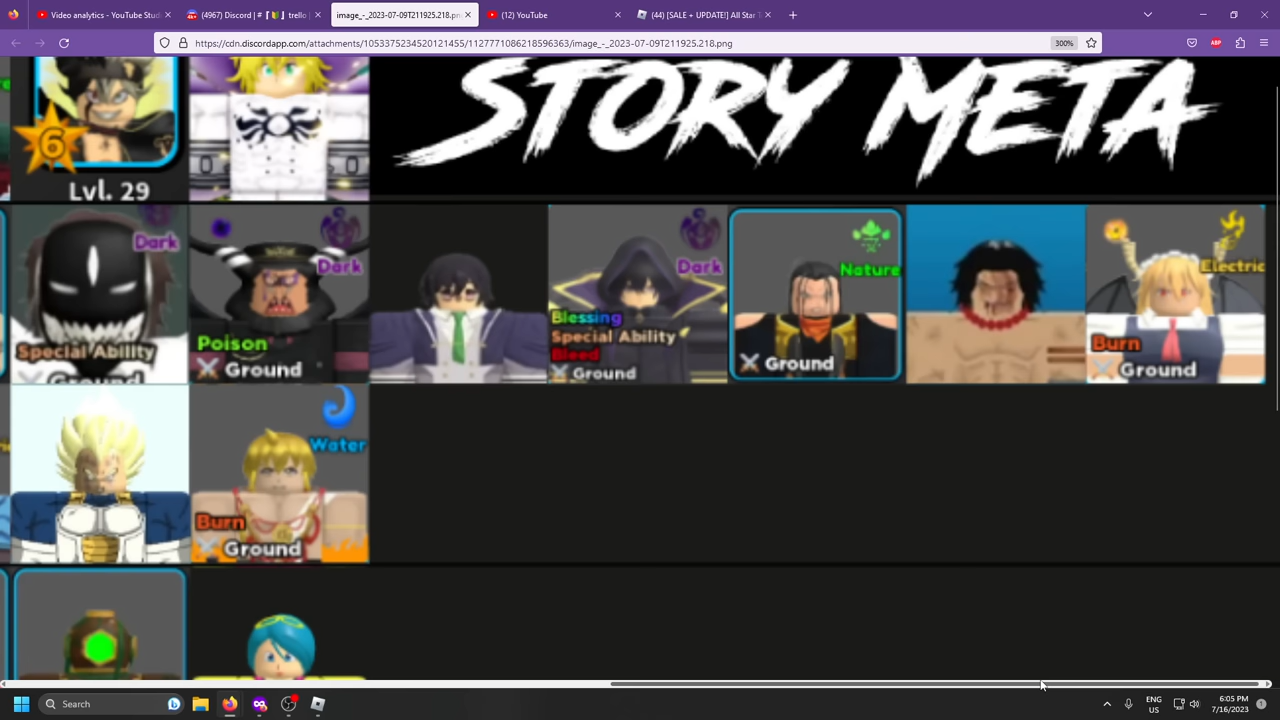 Video analytics - YouTube Stud
(4967) Discord | #
trello
image_-_2023-07-09T211925.218.pn
(12) YouTube
(44) [SALE + UPDATE!] All Star T
https://cdn.discordapp.com/attachments/1053375234520121455/1127771086218596363/image_-_2023-07-09T211925.218.png
300%
ABP
STORY META
6
Lvl. 29
Dark
Special Ability
Ground
Dark
Poison
Ground
Dark
Blessing
Special Ability
Bleed
Ground
Nature
Ground
Electric
Burn
Ground
Water
Burn
Ground
Search
ENG
US
6:05 PM
7/16/2023
1